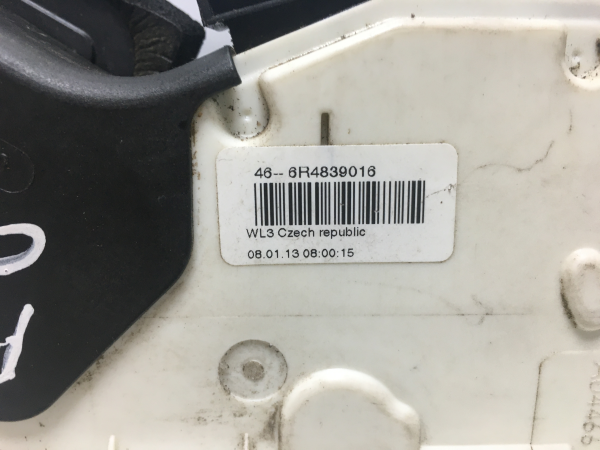 46-- 6R4839016
WL3 Czech republic
08.01.13 08:00:15